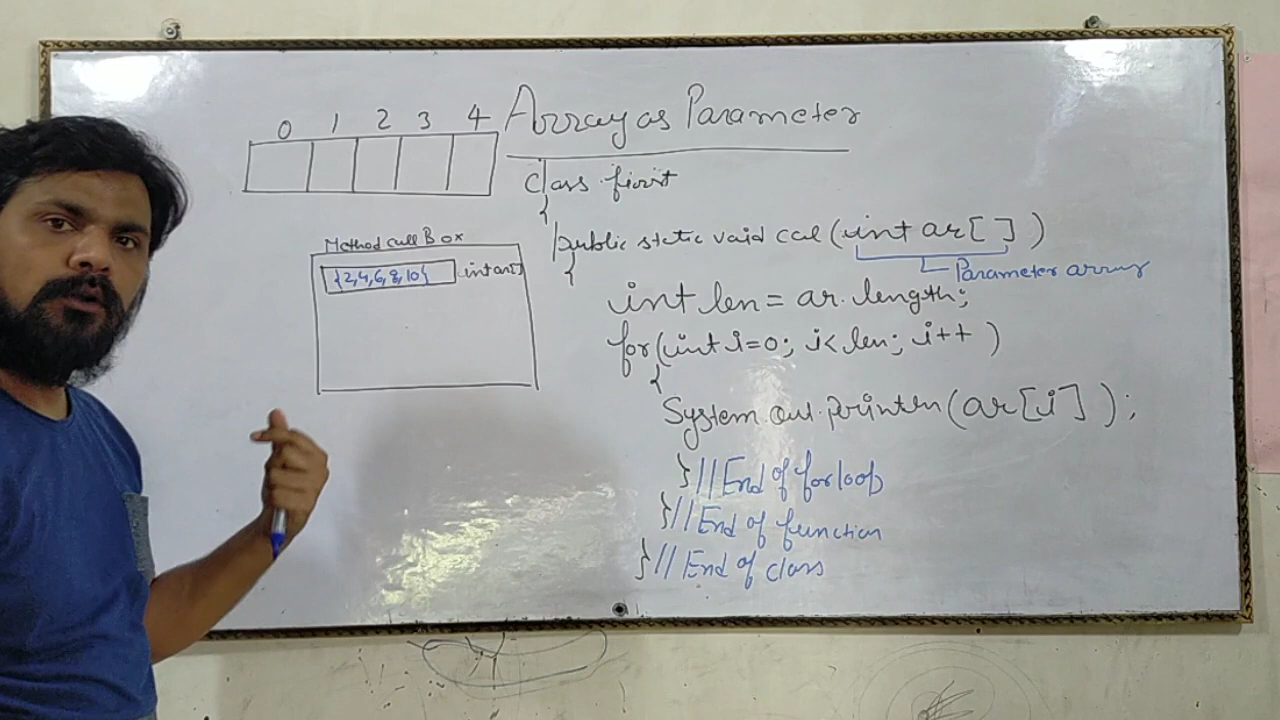 Array as Parameter
0 1 2 3 4
class first
{
public static void cal (int ar[ ] )
{
Parameter array
Method call Box
{2,4,6,8,10} int ar[]
int len = ar.length;
for(int i=0; i< len; i++ )
{
System.out.println(ar[i] );
}//End of for loop
}//End of function
}//End of class